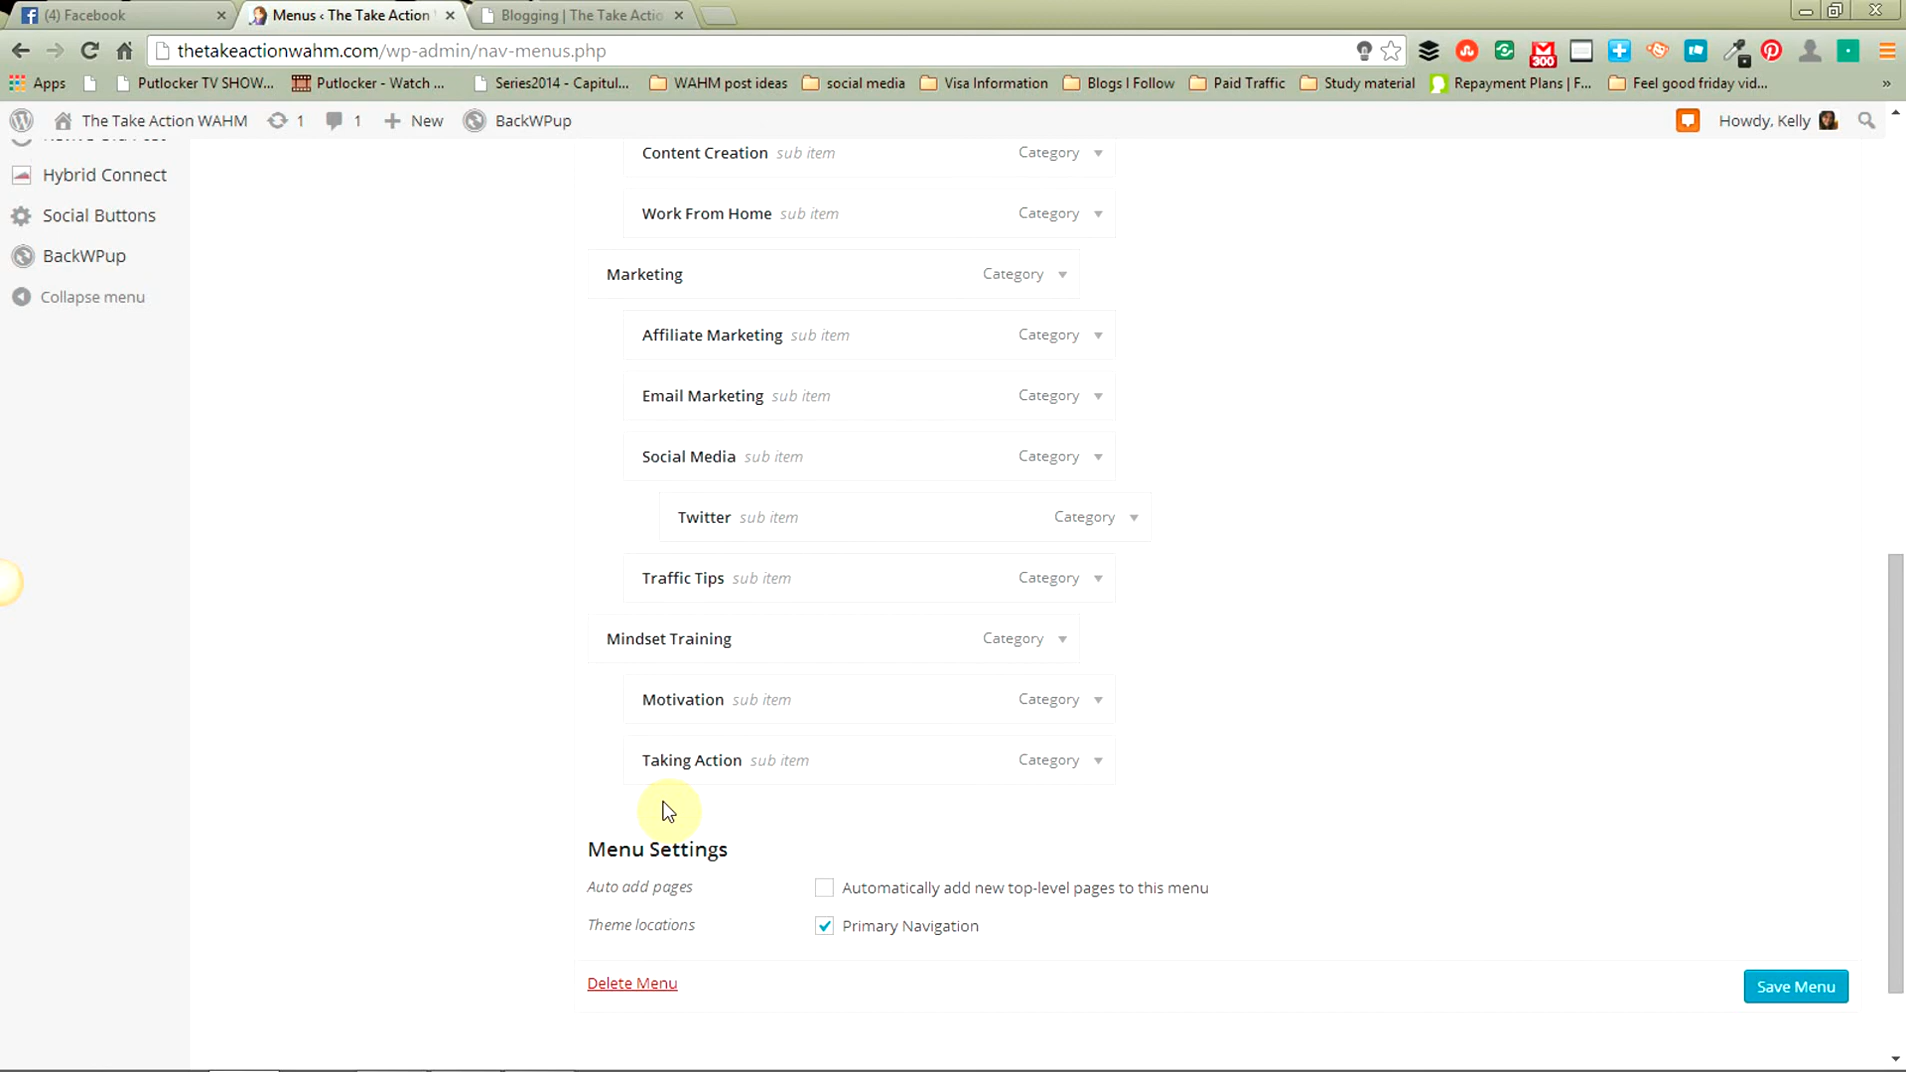 (4) Facebook
Menus ‹ The Take Action
Blogging | The Take Actio
thetakeactionwahm.com/wp-admin/nav-menus.php
300
Apps
Putlocker TV SHOW...
Putlocker - Watch ...
Series2014 - Capitul...
WAHM post ideas
social media
Visa Information
Blogs I Follow
Paid Traffic
Study material
Repayment Plans | F...
Feel good friday vid...
»
The Take Action WAHM
1
1
New
BackWPup
Howdy, Kelly
Hybrid Connect
Social Buttons
BackWPup
Collapse menu
Content Creation sub item Category
Work From Home sub item Category
Marketing Category
Affiliate Marketing sub item Category
Email Marketing sub item Category
Social Media sub item Category
Twitter sub item Category
Traffic Tips sub item Category
Mindset Training Category
Motivation sub item Category
Taking Action sub item Category
Menu Settings
Auto add pages Automatically add new top-level pages to this menu
Theme locations Primary Navigation
Delete Menu
Save Menu